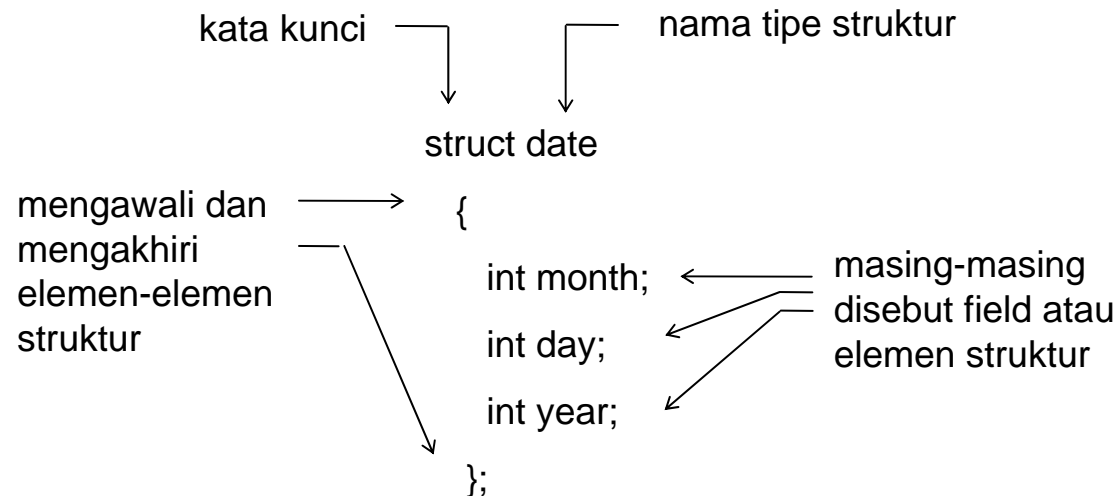 kata kunci
nama tipe struktur
struct date
mengawali dan
mengakhiri
elemen-elemen
struktur
{
int month;
int day;
int year;
};
masing-masing
disebut field atau
elemen struktur